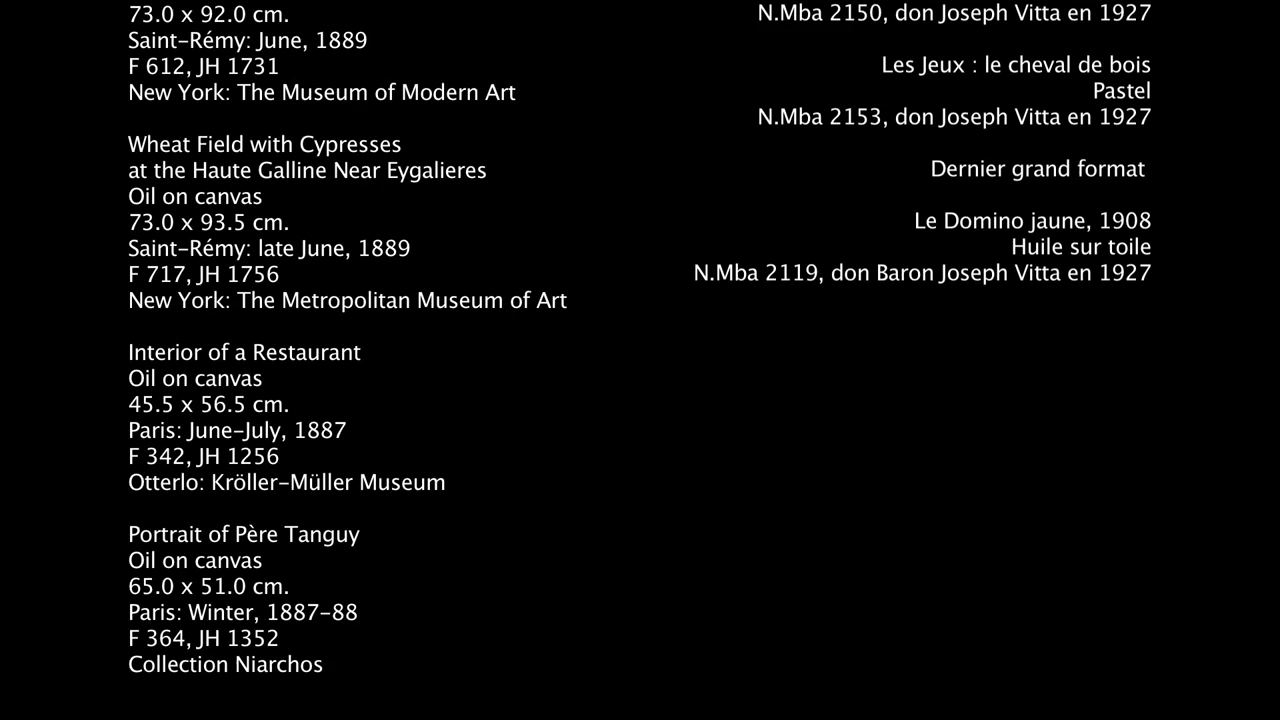 73.0 x 92.0 cm.
Saint-Rémy: June, 1889
F 612, JH 1731
New York: The Museum of Modern Art
Wheat Field with Cypresses
at the Haute Galline Near Eygalieres
Oil on canvas
73.0 x 93.5 cm.
Saint-Rémy: late June, 1889
F 717, JH 1756
New York: The Metropolitan Museum of Art
Interior of a Restaurant
Oil on canvas
45.5 x 56.5 cm.
Paris: June-July, 1887
F 342, JH 1256
Otterlo: Kröller-Müller Museum
Portrait of Père Tanguy
Oil on canvas
65.0 x 51.0 cm.
Paris: Winter, 1887-88
F 364, JH 1352
Collection Niarchos
N.Mba 2150, don Joseph Vitta en 1927
Les Jeux : le cheval de bois
Pastel
N.Mba 2153, don Joseph Vitta en 1927
Dernier grand format
Le Domino jaune, 1908
Huile sur toile
N.Mba 2119, don Baron Joseph Vitta en 1927